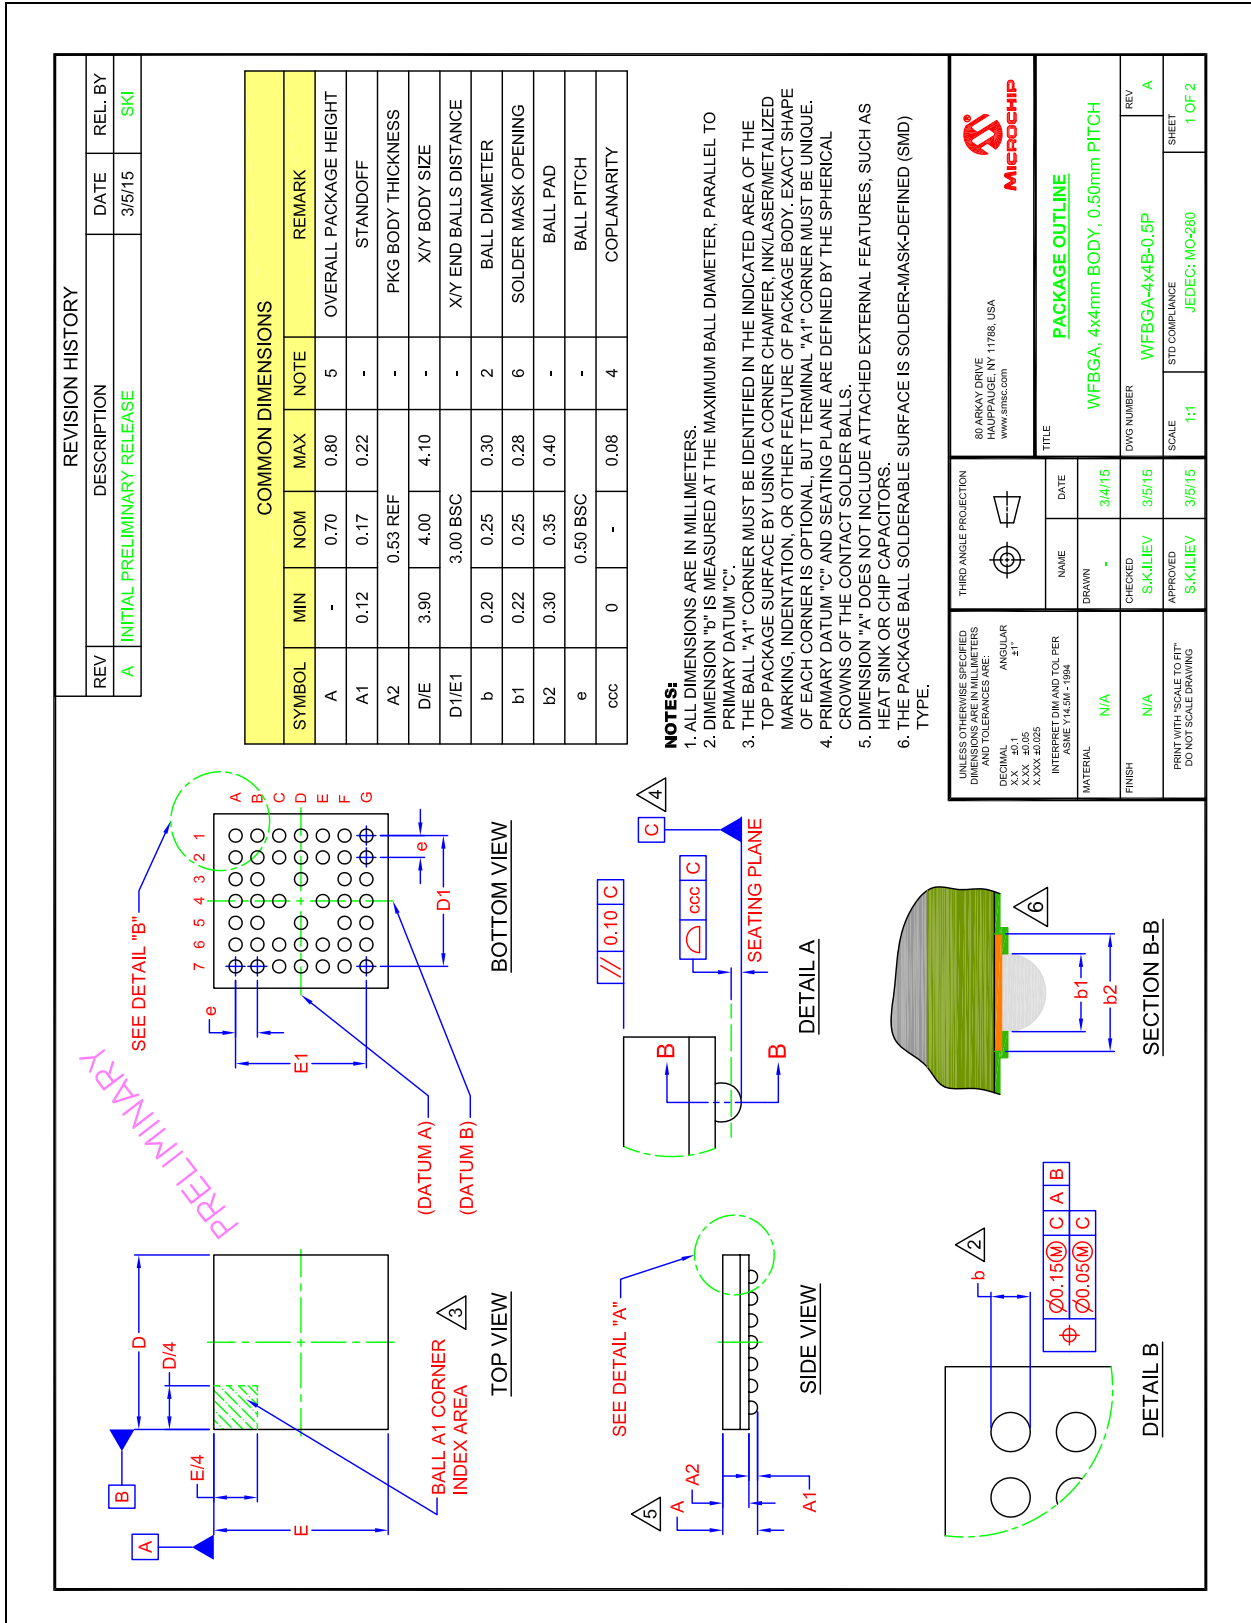 REVISION HISTORY
REV DESCRIPTION DATE REL. BY
A INITIAL PRELIMINARY RELEASE 3/5/15 SKI
PRELIMINARY
B
A
D
D/4
E/4
E
BALL A1 CORNER
INDEX AREA
3
TOP VIEW
SEE DETAIL "B"
e
E1
7 6 5 4 3 2 1
A
B
C
D
E
F
G
e
D1
(DATUM A)
(DATUM B)
BOTTOM VIEW
COMMON DIMENSIONS
SYMBOL MIN NOM MAX NOTE REMARK
A - 0.70 0.80 5 OVERALL PACKAGE HEIGHT
A1 0.12 0.17 0.22 - STANDOFF
A2 0.53 REF - PKG BODY THICKNESS
D/E 3.90 4.00 4.10 - X/Y BODY SIZE
D1/E1 3.00 BSC - X/Y END BALLS DISTANCE
b 0.20 0.25 0.30 2 BALL DIAMETER
b1 0.22 0.25 0.28 6 SOLDER MASK OPENING
b2 0.30 0.35 0.40 - BALL PAD
e 0.50 BSC - BALL PITCH
ccc 0 - 0.08 4 COPLANARITY
SEE DETAIL "A"
5
A
A2
A1
SIDE VIEW
// 0.10 C
ccc C
C
4
SEATING PLANE
B
B
DETAIL A
NOTES:
1. ALL DIMENSIONS ARE IN MILLIMETERS.
2. DIMENSION "b" IS MEASURED AT THE MAXIMUM BALL DIAMETER, PARALLEL TO
PRIMARY DATUM "C".
3. THE BALL "A1" CORNER MUST BE IDENTIFIED IN THE INDICATED AREA OF THE
TOP PACKAGE SURFACE BY USING A CORNER CHAMFER, INK/LASER/METALIZED
MARKING, INDENTATION, OR OTHER FEATURE OF PACKAGE BODY. EXACT SHAPE
OF EACH CORNER IS OPTIONAL, BUT TERMINAL "A1" CORNER MUST BE UNIQUE.
4. PRIMARY DATUM "C" AND SEATING PLANE ARE DEFINED BY THE SPHERICAL
CROWNS OF THE CONTACT SOLDER BALLS.
5. DIMENSION "A" DOES NOT INCLUDE ATTACHED EXTERNAL FEATURES, SUCH AS
HEAT SINK OR CHIP CAPACITORS.
6. THE PACKAGE BALL SOLDERABLE SURFACE IS SOLDER-MASK-DEFINED (SMD)
TYPE.
b
2
⌖ Ø0.15Ⓜ C A B
Ø0.05Ⓜ C
DETAIL B
6
b1
b2
SECTION B-B
UNLESS OTHERWISE SPECIFIED
DIMENSIONS ARE IN MILLIMETERS
AND TOLERANCES ARE:
DECIMAL ANGULAR
X.X ±0.1 ±1°
X.XX ±0.05
X.XXX ±0.025
INTERPRET DIM AND TOL PER
ASME Y14.5M - 1994
MATERIAL
N/A
FINISH
N/A
PRINT WITH "SCALE TO FIT"
DO NOT SCALE DRAWING
THIRD ANGLE PROJECTION
NAME DATE
DRAWN
- 3/4/15
CHECKED
S.K.ILIEV 3/5/15
APPROVED
S.K.ILIEV 3/5/15
80 ARKAY DRIVE
HAUPPAUGE, NY 11788, USA
www.smsc.com
MICROCHIP
TITLE
PACKAGE OUTLINE
WFBGA, 4x4mm BODY, 0.50mm PITCH
DWG NUMBER
WFBGA-4x4B-0.5P
REV
A
SCALE
1:1
STD COMPLIANCE
JEDEC: MO-280
SHEET
1 OF 2